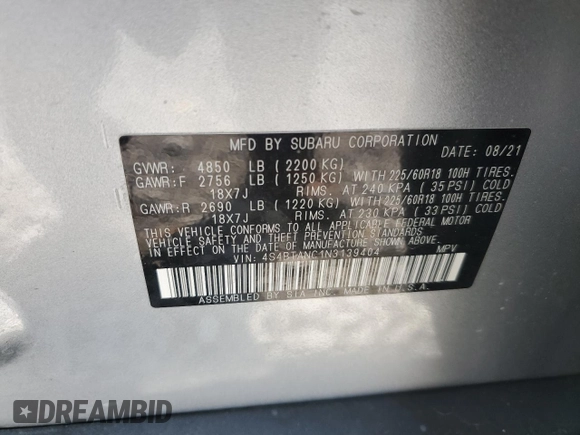 MFD BY SUBARU CORPORATION DATE: 08/21
GVWR: 4850 LB (2200 KG)
GAWR:F 2756 LB (1250 KG) WITH 225/60R18 100H TIRES.
18X7J RIMS. AT 240 KPA (35 PSI) COLD
GAWR:R 2690 LB (1220 KG) WITH 225/60R18 100H TIRES.
18X7J RIMS. AT 230 KPA (33 PSI) COLD
THIS VEHICLE CONFORMS TO ALL APPLICABLE FEDERAL MOTOR
VEHICLE SAFETY AND THEFT PREVENTION STANDARDS
IN EFFECT ON THE DATE OF MANUFACTURE SHOWN ABOVE.
VIN: 4S4BTANC1N9139464 MPV
ASSEMBLED BY SIA, INC. MADE IN U.S.A.
DREAMBID